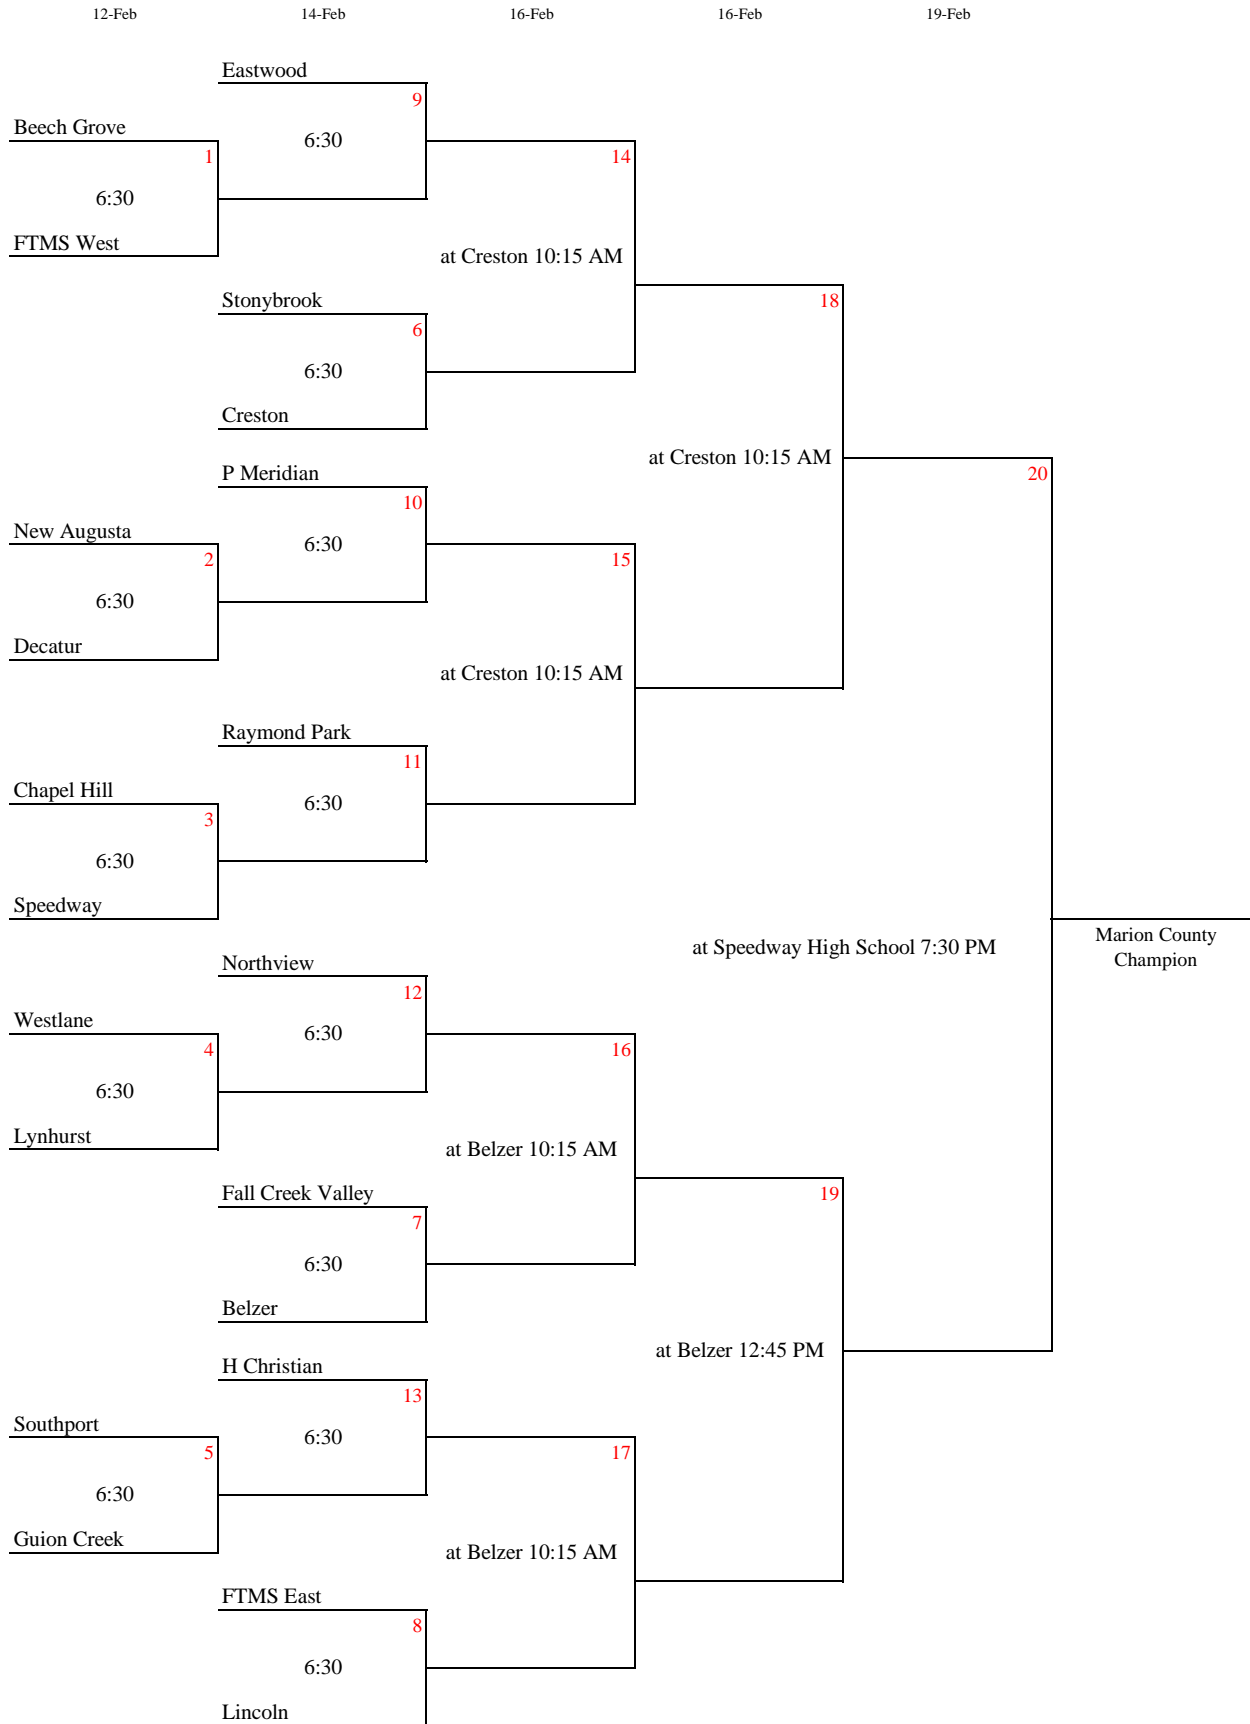 12-Feb 14-Feb 16-Feb 16-Feb 19-Feb
Eastwood
9
Beech Grove
6:30
1
14
6:30
FTMS West
at Creston 10:15 AM
Stonybrook
18
6
6:30
Creston
at Creston 10:15 AM
P Meridian
20
10
New Augusta
6:30
2
15
6:30
Decatur
at Creston 10:15 AM
Raymond Park
11
Chapel Hill
6:30
3
6:30
Speedway
Marion County
Champion
at Speedway High School 7:30 PM
Northview
12
Westlane
6:30
4
16
6:30
Lynhurst
at Belzer 10:15 AM
Fall Creek Valley
19
7
6:30
Belzer
at Belzer 12:45 PM
H Christian
13
Southport
6:30
5
17
6:30
Guion Creek
at Belzer 10:15 AM
FTMS East
8
6:30
Lincoln